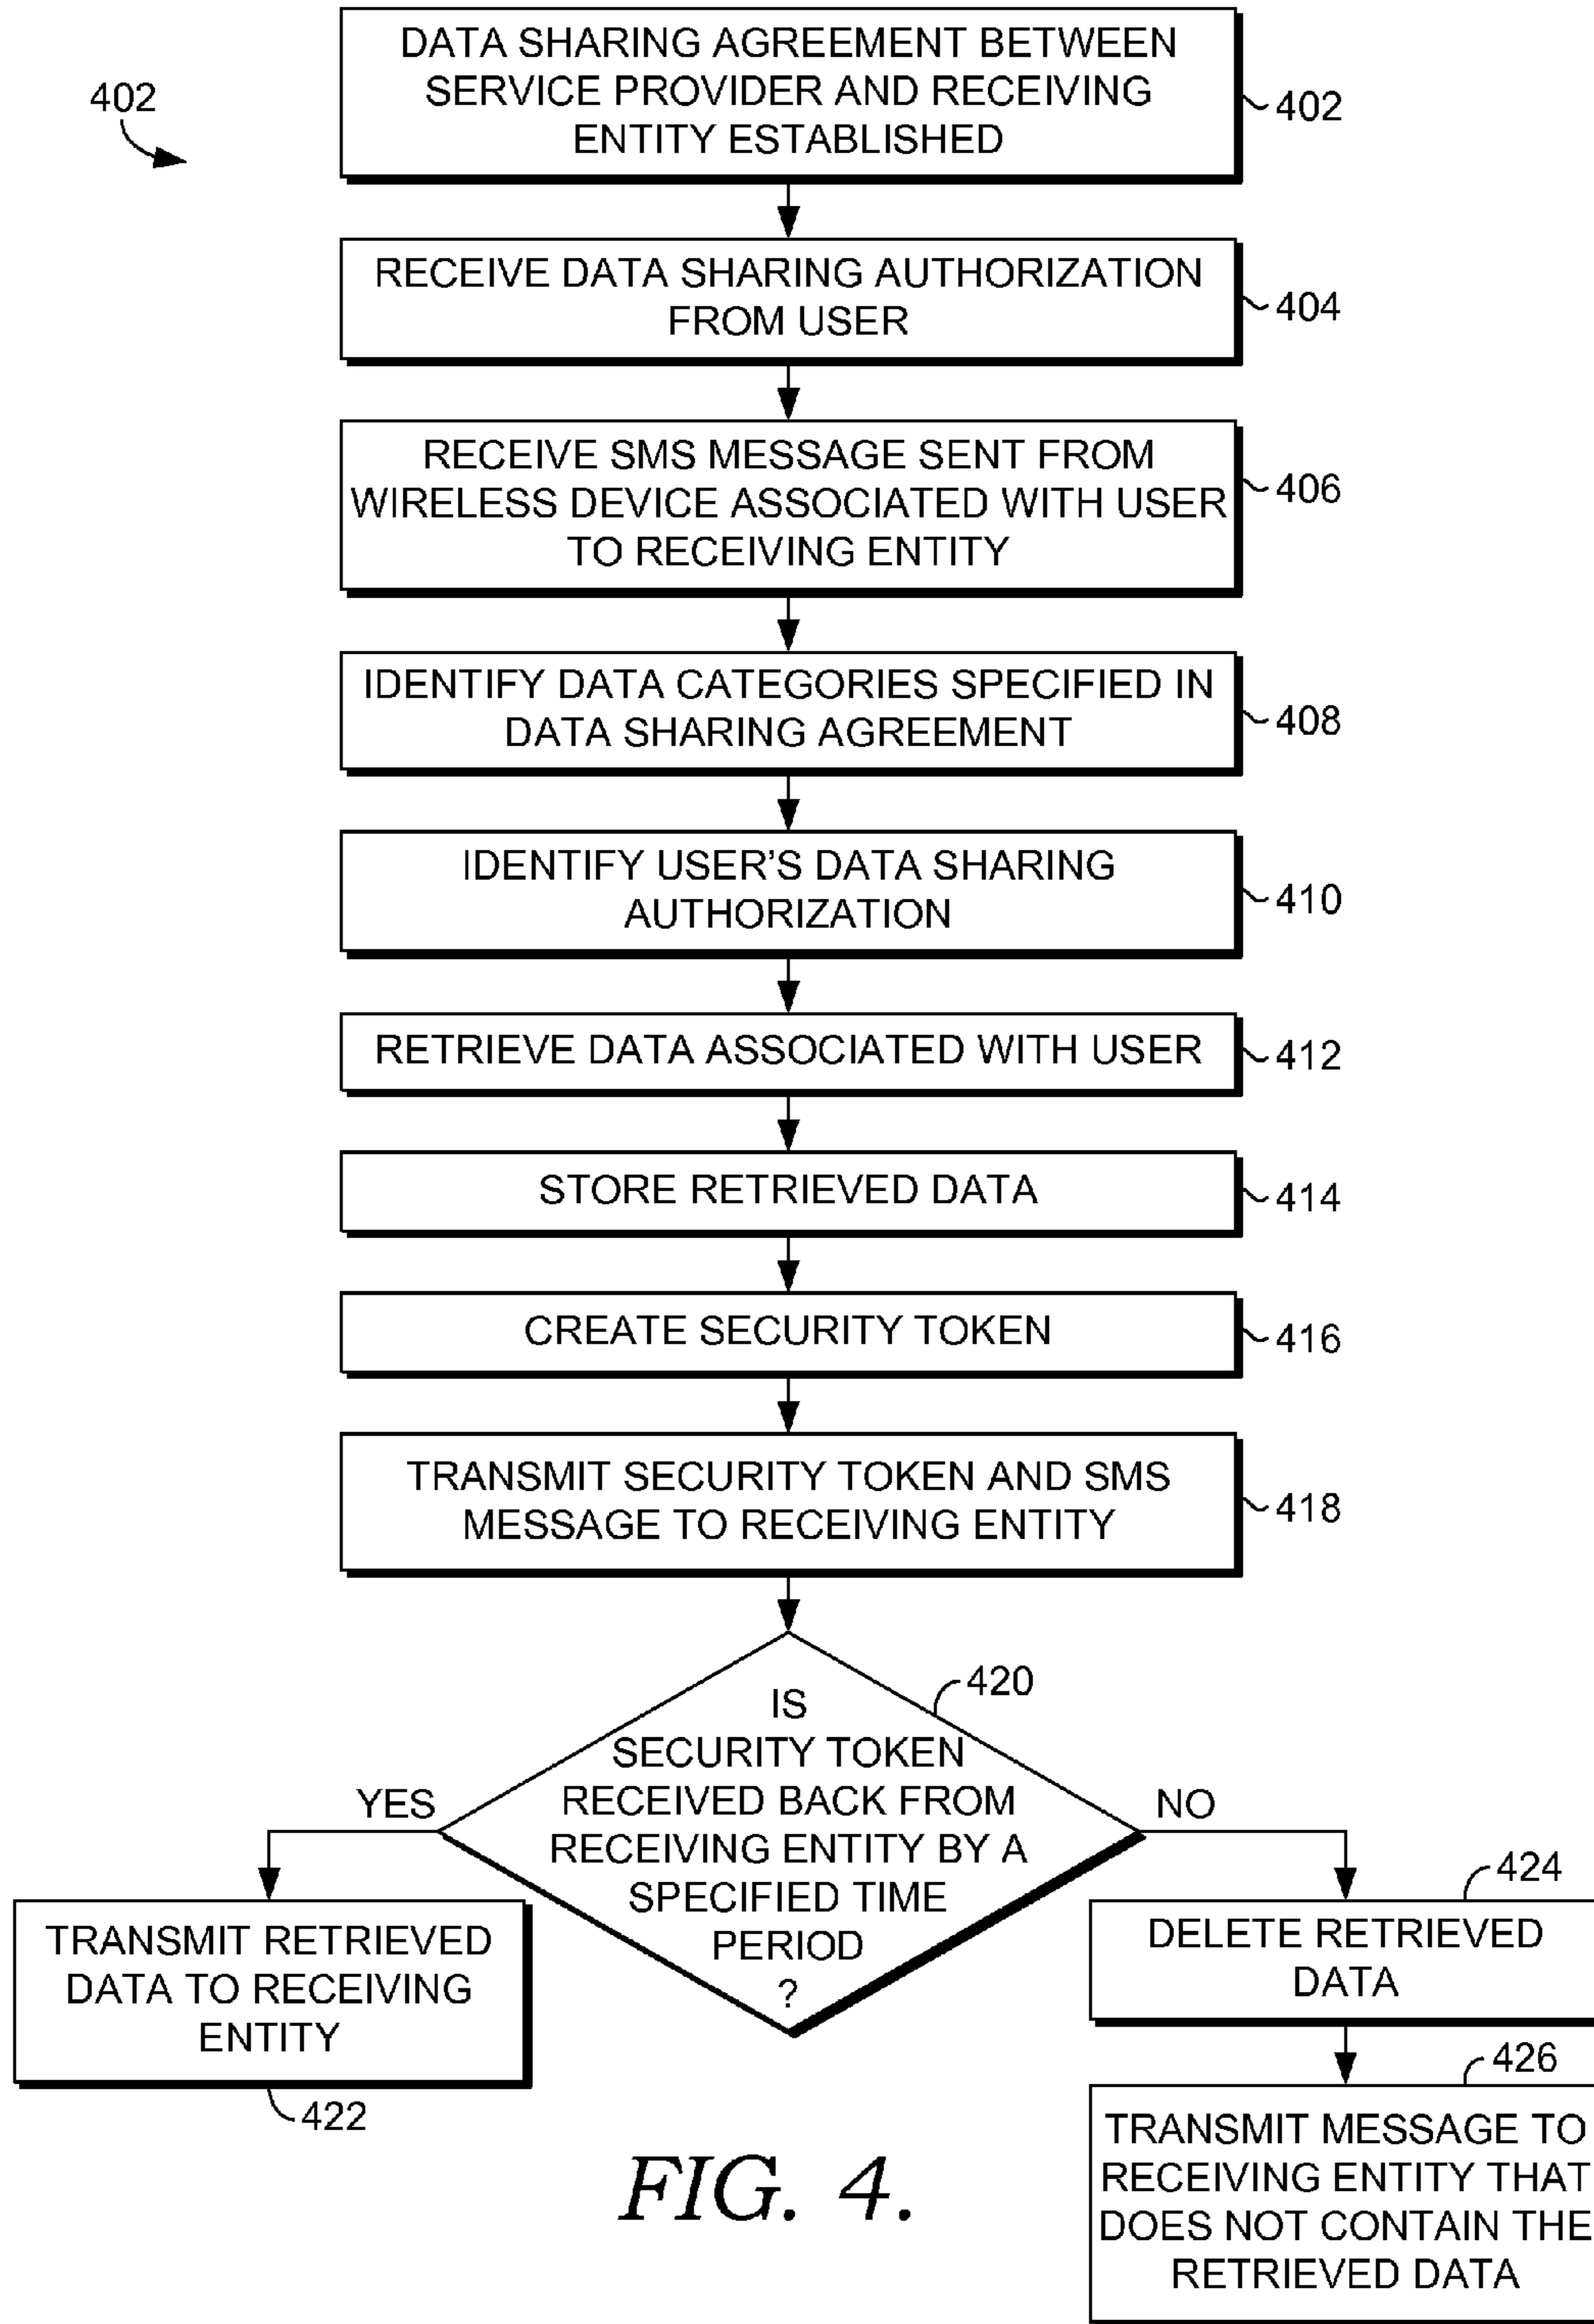 402
DATA SHARING AGREEMENT BETWEEN
SERVICE PROVIDER AND RECEIVING
ENTITY ESTABLISHED
402
RECEIVE DATA SHARING AUTHORIZATION
FROM USER
404
RECEIVE SMS MESSAGE SENT FROM
WIRELESS DEVICE ASSOCIATED WITH USER
TO RECEIVING ENTITY
406
IDENTIFY DATA CATEGORIES SPECIFIED IN
DATA SHARING AGREEMENT
408
IDENTIFY USER'S DATA SHARING
AUTHORIZATION
410
RETRIEVE DATA ASSOCIATED WITH USER
412
STORE RETRIEVED DATA
414
CREATE SECURITY TOKEN
416
TRANSMIT SECURITY TOKEN AND SMS
MESSAGE TO RECEIVING ENTITY
418
IS
SECURITY TOKEN
RECEIVED BACK FROM
RECEIVING ENTITY BY A
SPECIFIED TIME
PERIOD
?
420
YES
NO
TRANSMIT RETRIEVED
DATA TO RECEIVING
ENTITY
422
424
DELETE RETRIEVED
DATA
426
TRANSMIT MESSAGE TO
RECEIVING ENTITY THAT
DOES NOT CONTAIN THE
RETRIEVED DATA
FIG. 4.